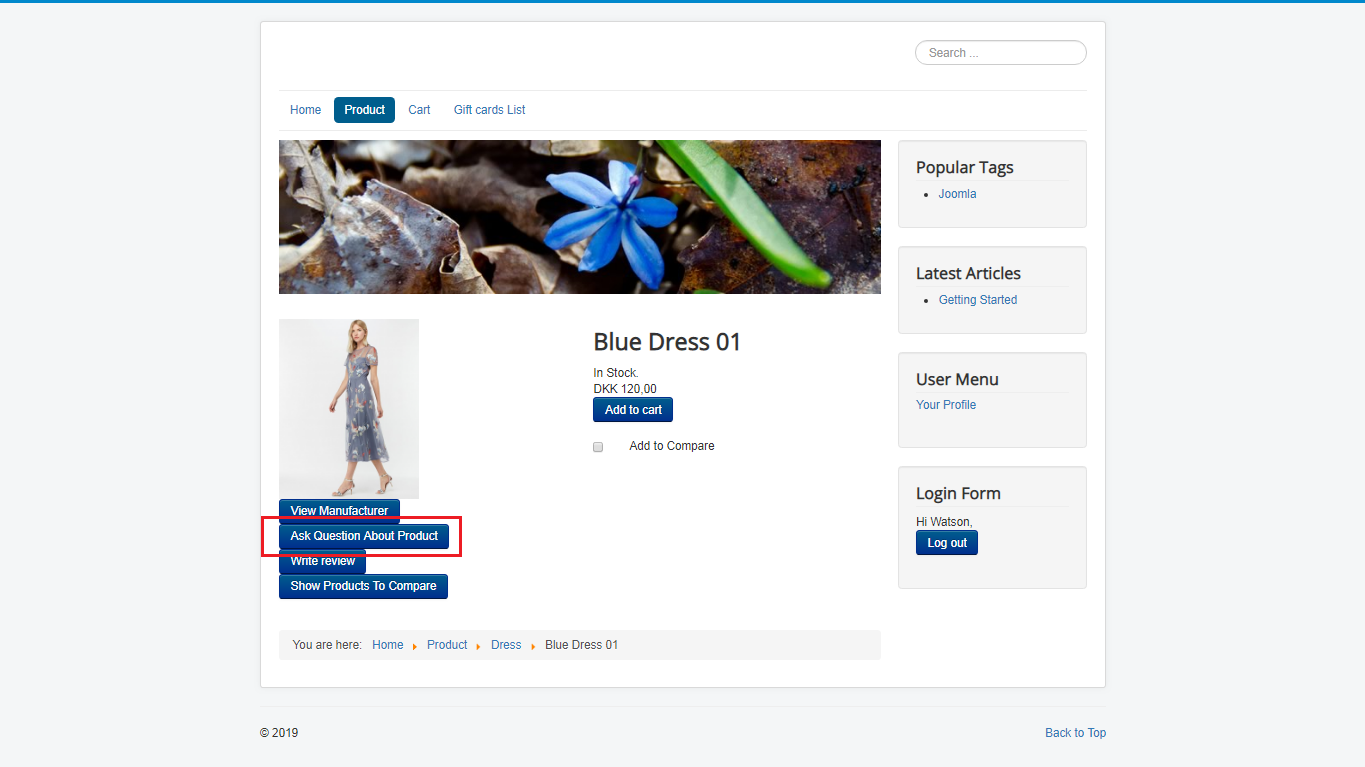 Search ...
Home Product Cart Gift cards List
Popular Tags
Joomla
Latest Articles
Getting Started
User Menu
Your Profile
Login Form
Hi Watson,
Log out
Blue Dress 01
In Stock.
DKK 120,00
Add to cart
Add to Compare
View Manufacturer
Ask Question About Product
Write review
Show Products To Compare
You are here: Home Product Dress Blue Dress 01
© 2019 Back to Top